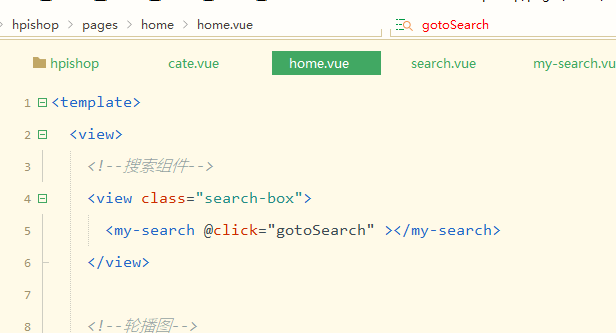 hpishop > pages > home > home.vue
gotoSearch
hpishop cate.vue home.vue search.vue my-search.vu
1 <template>
2 <view>
3 <!--搜索组件-->
4 <view class="search-box">
5 <my-search @click="gotoSearch" ></my-search>
6 </view>
7
8 <!--轮播图-->